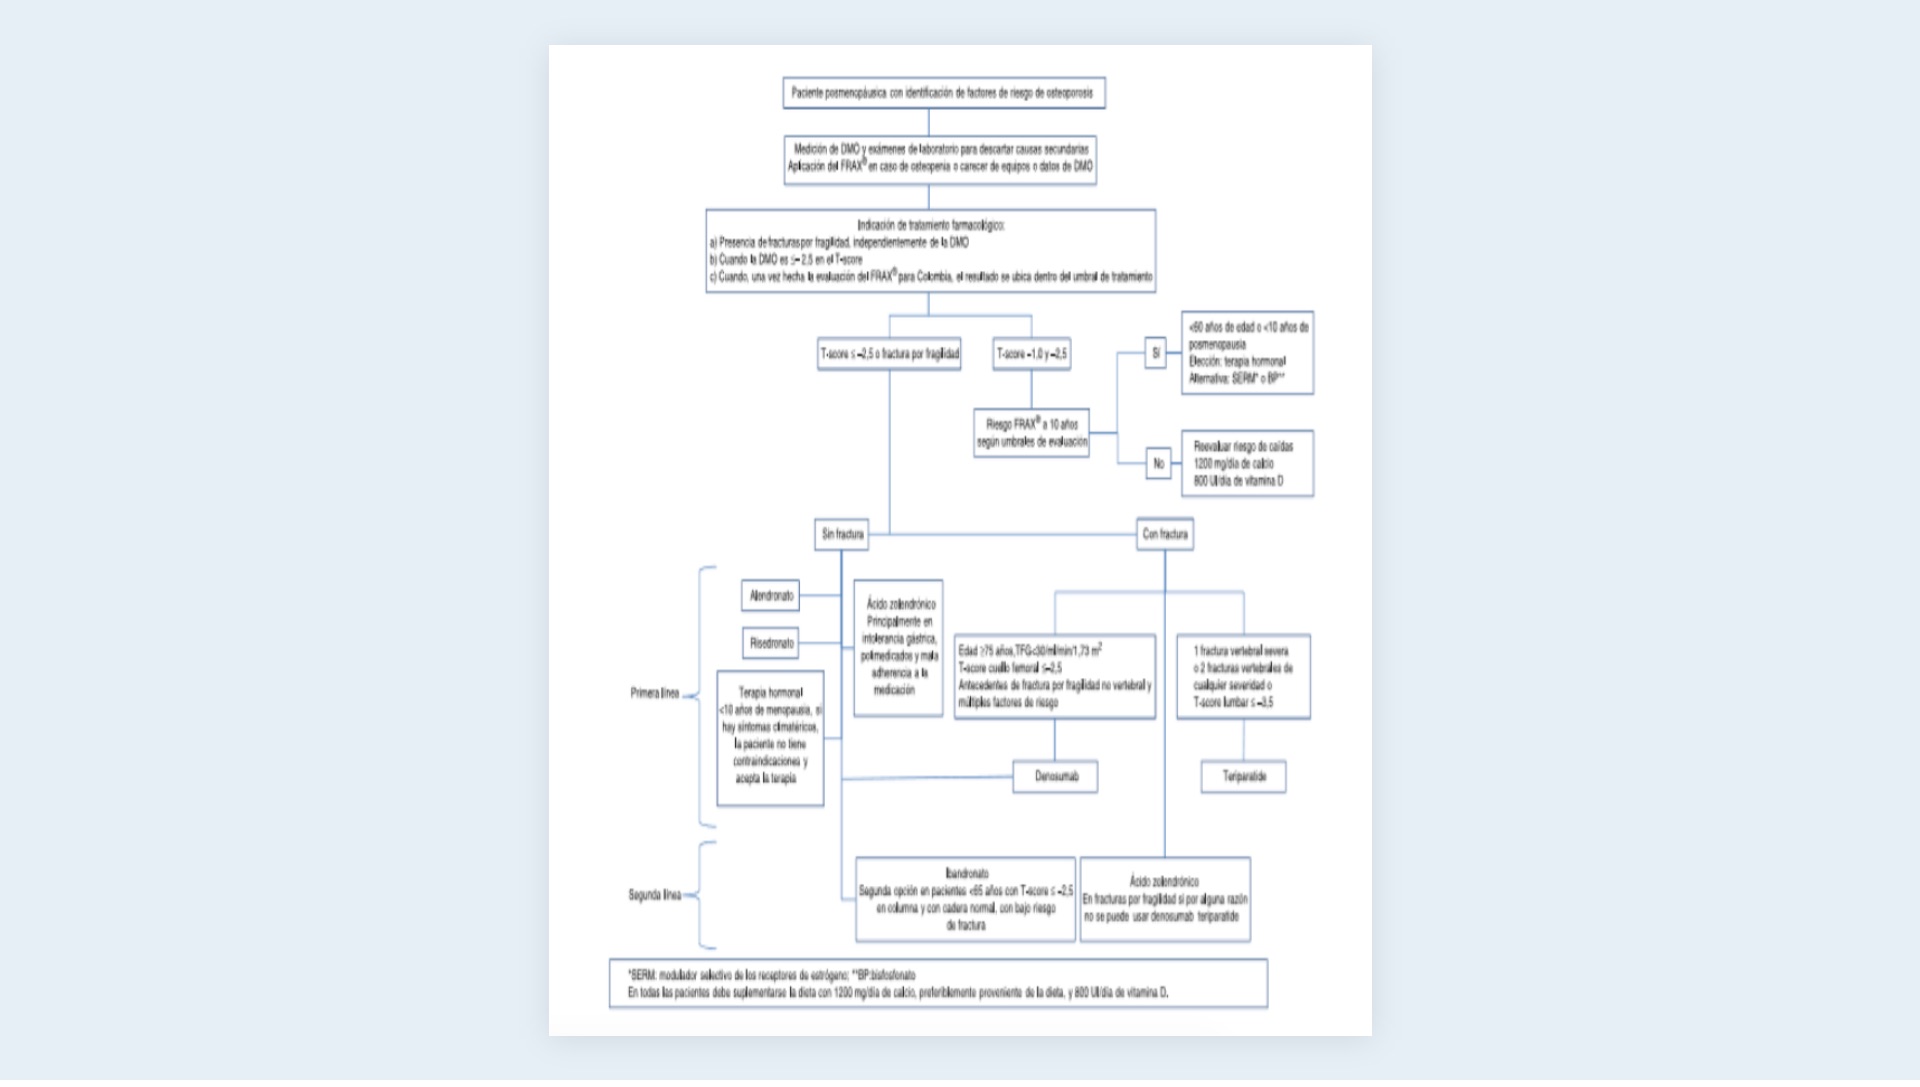 Paciente posmenopáusica con identificación de factores de riesgo de osteoporosis
Medición de DMO y exámenes de laboratorio para descartar causas secundarias
Aplicación del FRAX® en caso de osteopenia o carecer de equipos o datos de DMO
Indicación de tratamiento farmacológico:
a) Presencia de fracturas por fragilidad, independientemente de la DMO
b) Cuando la DMO es ≤–2,5 en el T-score
c) Cuando, una vez hecha la evaluación del FRAX® para Colombia, el resultado se ubica dentro del umbral de tratamiento
T-score ≤ –2,5 o fractura por fragilidad
T-score –1,0 y –2,5
Riesgo FRAX® a 10 años
según umbrales de evaluación
Sí
<60 años de edad o <10 años de
posmenopausia
Elección: terapia hormonal
Alternativa: SERM* o BP**
No
Reevaluar riesgo de caídas
1200 mg/día de calcio
800 UI/día de vitamina D
Sin fractura
Con fractura
Primera línea
Alendronato
Risedronato
Terapia hormonal
<10 años de menopausia, si
hay síntomas climatéricos,
la paciente no tiene
contraindicaciones y
acepta la terapia
Ácido zolendrónico
Principalmente en
intolerancia gástrica,
polimedicados y mala
adherencia a la
medicación
Edad ≥75 años,TFG<30/ml/min/1,73 m²
T-score cuello femoral ≤–2,5
Antecedentes de fractura por fragilidad no vertebral y
múltiples factores de riesgo
Denosumab
1 fractura vertebral severa
o 2 fracturas vertebrales de
cualquier severidad o
T-score lumbar ≤ –3,5
Teriparatide
Segunda línea
Ibandronato
Segunda opción en pacientes <65 años con T-score ≤ –2,5
en columna y con cadera normal, con bajo riesgo
de fractura
Ácido zolendrónico
En fracturas por fragilidad si por alguna razón
no se puede usar denosumab teriparatide
*SERM: modulador selectivo de los receptores de estrógeno; **BP:bisfosfonato
En todas las pacientes debe suplementarse la dieta con 1200 mg/día de calcio, preferiblemente proveniente de la dieta, y 800 UI/día de vitamina D.